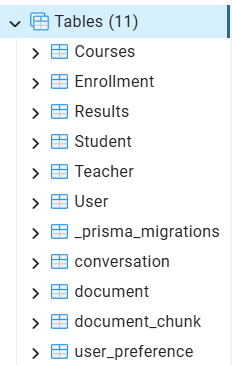 Tables (11)
Courses
Enrollment
Results
Student
Teacher
User
_prisma_migrations
conversation
document
document_chunk
user_preference